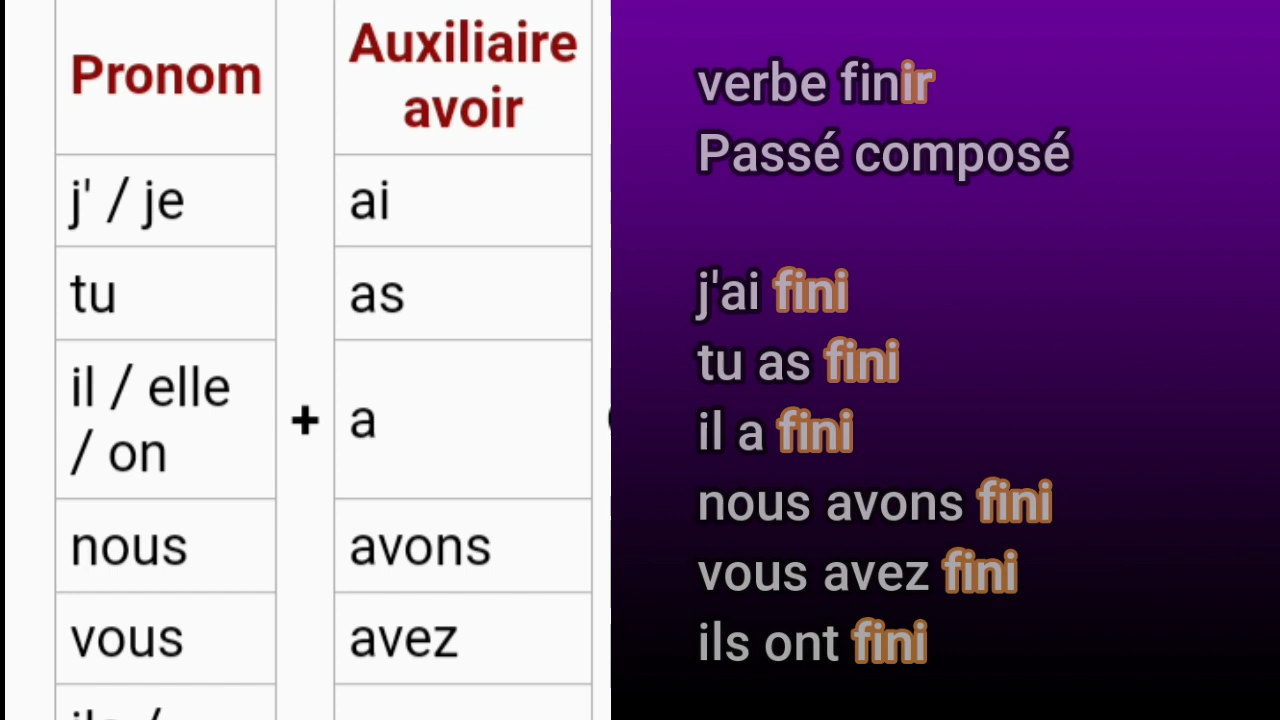 Pronom
Auxiliaire
avoir
j' / je
ai
tu
as
il / elle
/ on
+
a
nous
avons
vous
avez
ils /
verbe finir
Passé composé
j'ai fini
tu as fini
il a fini
nous avons fini
vous avez fini
ils ont fini